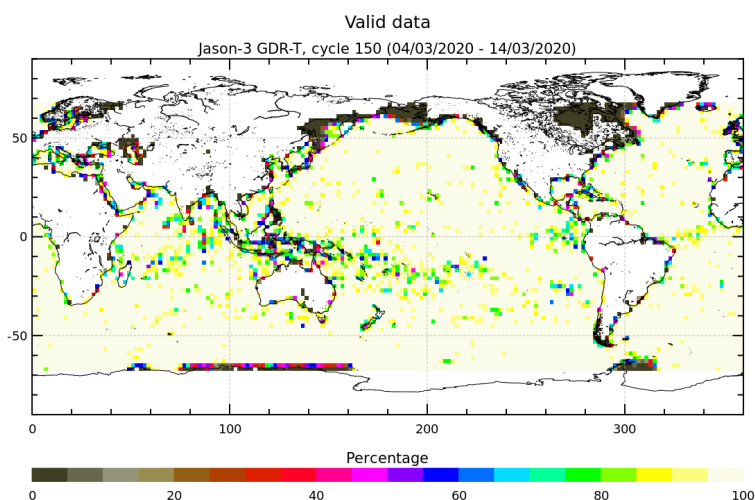 Valid data
Jason-3 GDR-T, cycle 150 (04/03/2020 - 14/03/2020)
50
0
-50
0 100 200 300
Percentage
0 20 40 60 80 100